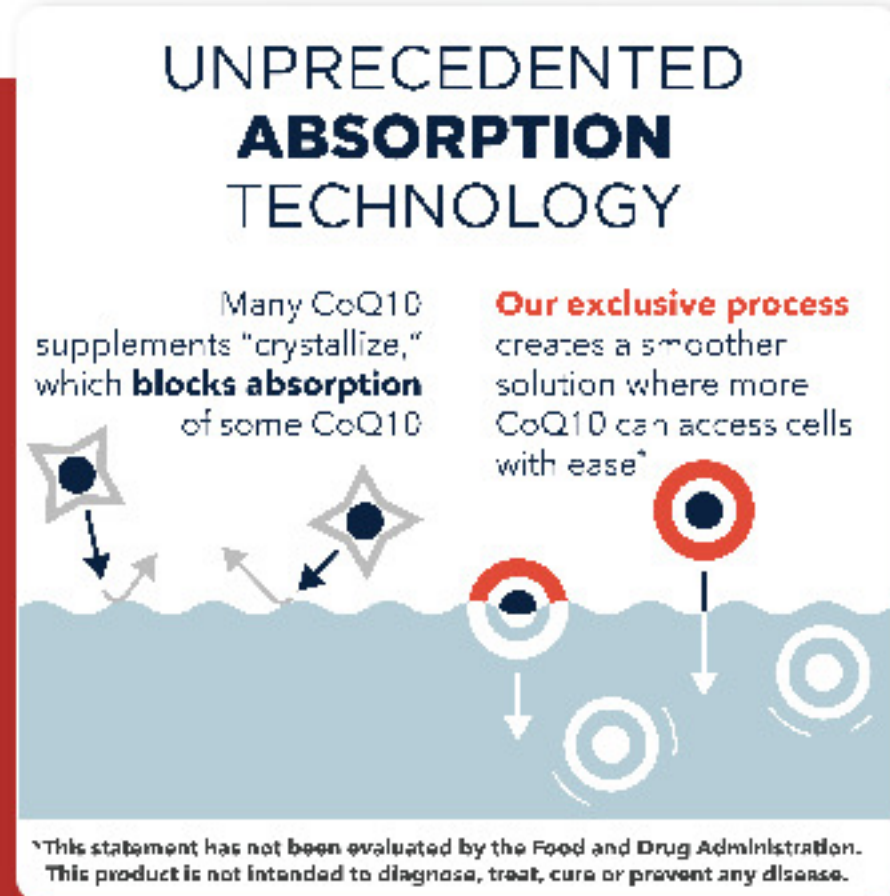 UNPRECEDENTED
ABSORPTION
TECHNOLOGY
Many CoQ10
supplements "crystallize,"
which blocks absorption
of some CoQ10
Our exclusive process
creates a smoother
solution where more
CoQ10 can access cells
with ease*
*This statement has not been evaluated by the Food and Drug Administration.
This product is not intended to diagnose, treat, cure or prevent any disease.